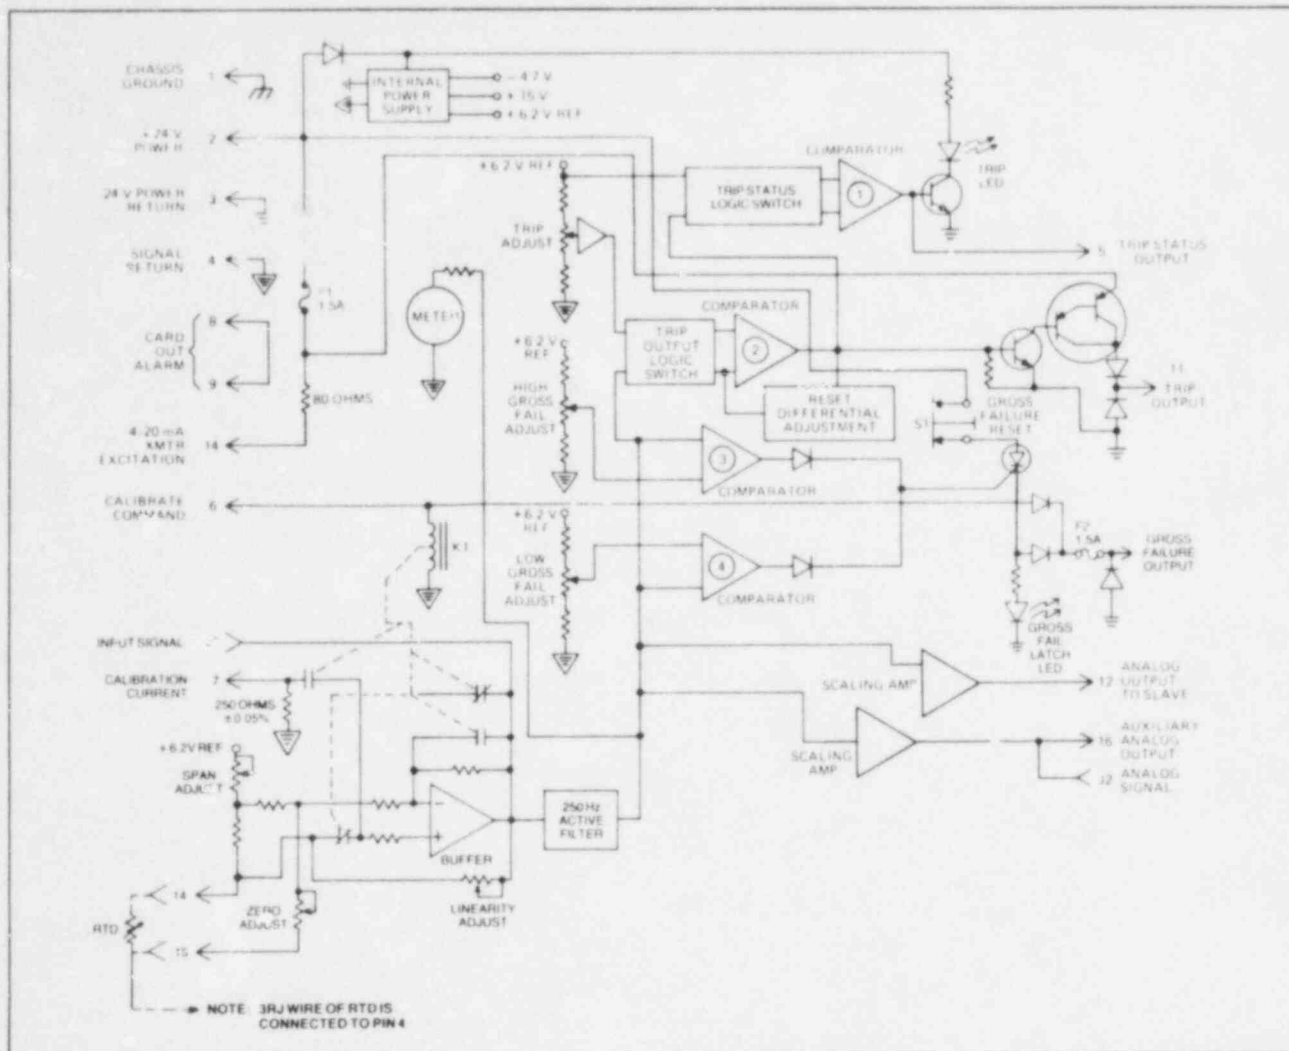 CHASSIS
GROUND 1
+ 24 V
POWER 2
24 V POWER
RETURN 3
SIGNAL
RETURN 4
CARD
OUT
ALARM
8
9
4-20 mA
XMTR
EXCITATION 14
CALIBRATE
COMMAND 6
INPUT SIGNAL
CALIBRATION
CURRENT 7
250 OHMS
±0.05%
+6.2V REF
SPAN
ADJUST
RTD
14
15
ZERO
ADJUST
NOTE: 3RJ WIRE OF RTD IS
CONNECTED TO PIN 4
INTERNAL
POWER
SUPPLY
- 4.7 V
+ 15 V
+ 6.2 V REF
F1
1.5A
80 OHMS
METER
K1
+6.2 V REF
TRIP
ADJUST
+6.2 V
REF
HIGH
GROSS
FAIL
ADJUST
+6.2 V
REF
LOW
GROSS
FAIL
ADJUST
BUFFER
LINEARITY
ADJUST
250 Hz
ACTIVE
FILTER
COMPARATOR
TRIP STATUS
LOGIC SWITCH
1
TRIP
LED
5 TRIP STATUS
OUTPUT
COMPARATOR
TRIP
OUTPUT
LOGIC
SWITCH
2
RESET
DIFFERENTIAL
ADJUSTMENT
S1
GROSS
FAILURE
RESET
11
TRIP
OUTPUT
3
COMPARATOR
4
COMPARATOR
F2
1.5A
GROSS
FAILURE
OUTPUT
GROSS
FAIL
LATCH
LED
SCALING AMP
12 ANALOG
OUTPUT
TO SLAVE
SCALING
AMP
16 AUXILIARY
ANALOG
OUTPUT
J2 ANALOG
SIGNAL